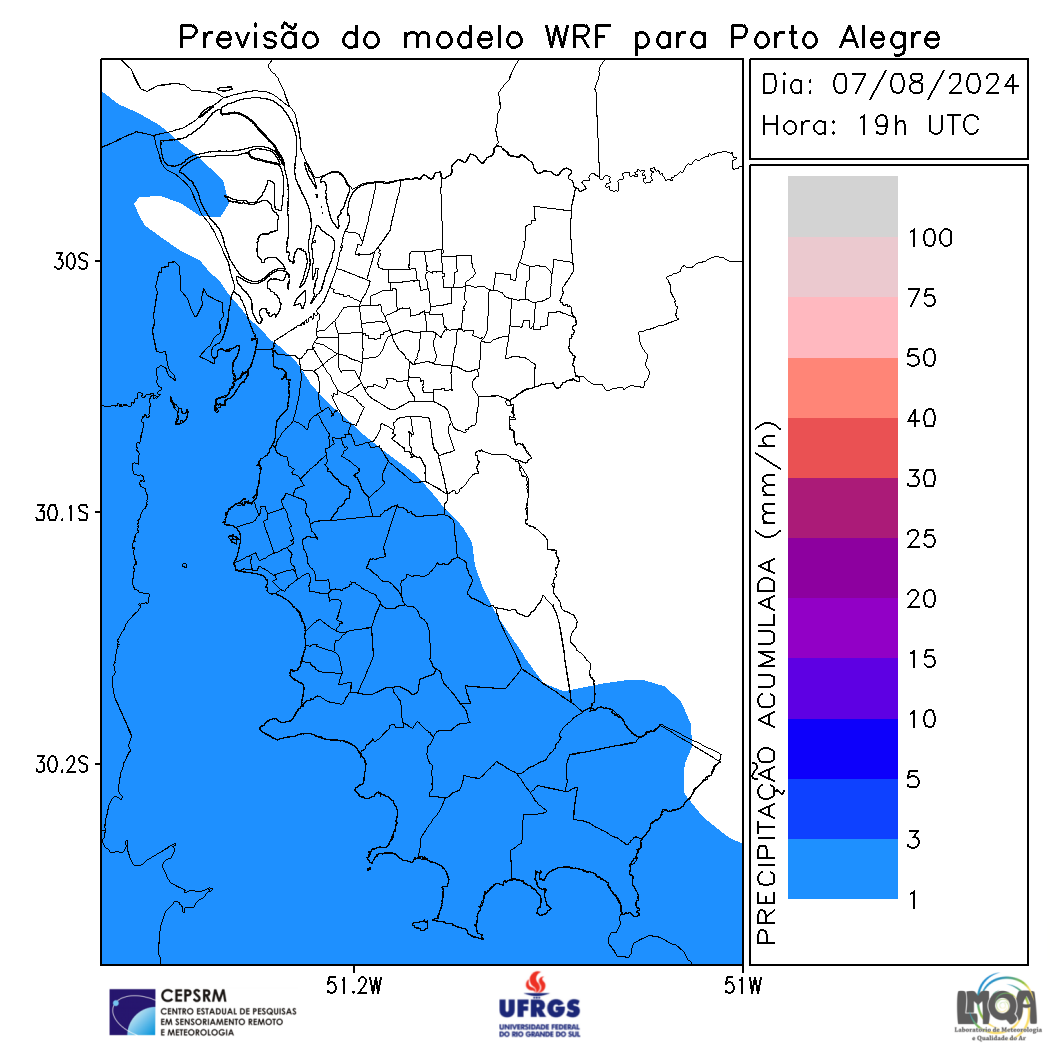 Previsão do modelo WRF para Porto Alegre
Dia: 07/08/2024
Hora: 19h UTC
30S
30.1S
30.2S
51.2W
51W
PRECIPITAÇÃO ACUMULADA (mm/h)
100
75
50
40
30
25
20
15
10
5
3
1
CEPSRM
CENTRO ESTADUAL DE PESQUISAS
EM SENSORIAMENTO REMOTO
E METEOROLOGIA
UFRGS
UNIVERSIDADE FEDERAL
DO RIO GRANDE DO SUL
LMQA
Laboratório de Meteorologia
e Qualidade do Ar